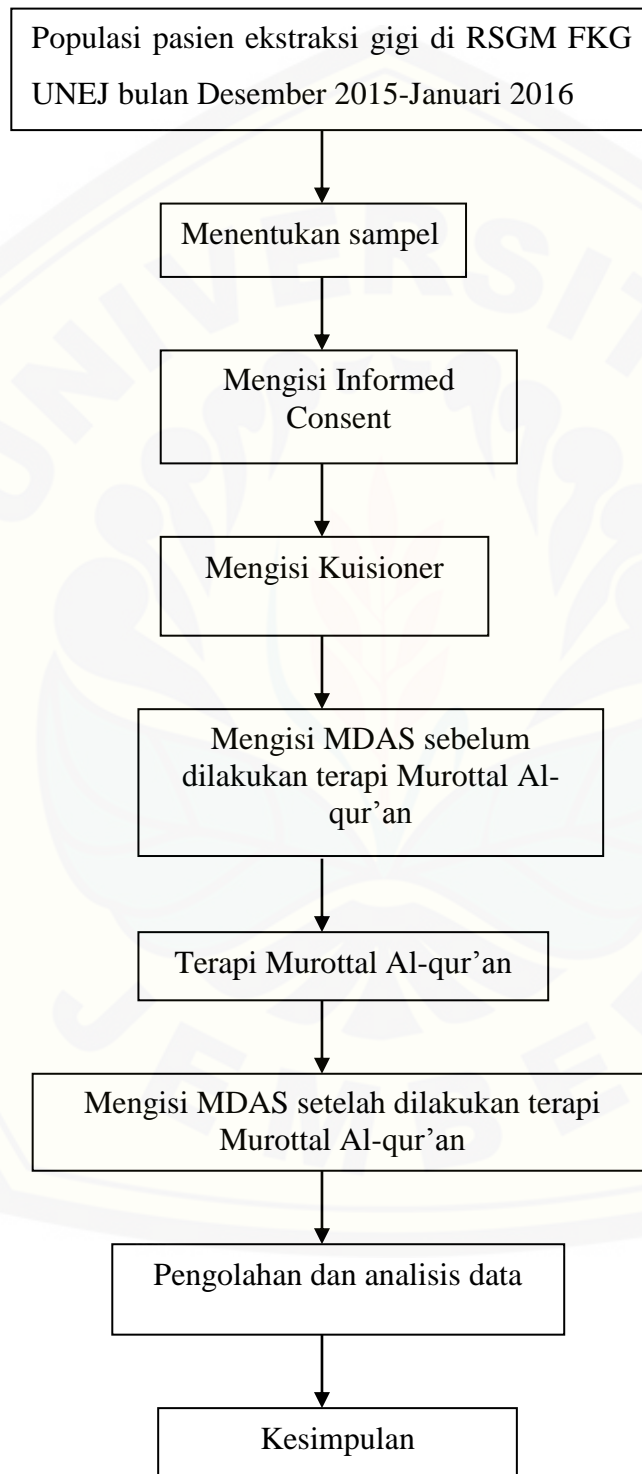 Populasi pasien ekstraksi gigi di RSGM FKG
UNEJ bulan Desember 2015-Januari 2016
Menentukan sampel
Mengisi Informed
Consent
Mengisi Kuisioner
Mengisi MDAS sebelum
dilakukan terapi Murottal Al-
qur’an
Terapi Murottal Al-qur’an
Mengisi MDAS setelah dilakukan terapi
Murottal Al-qur’an
Pengolahan dan analisis data
Kesimpulan
UNIVERSIT
JEMBE